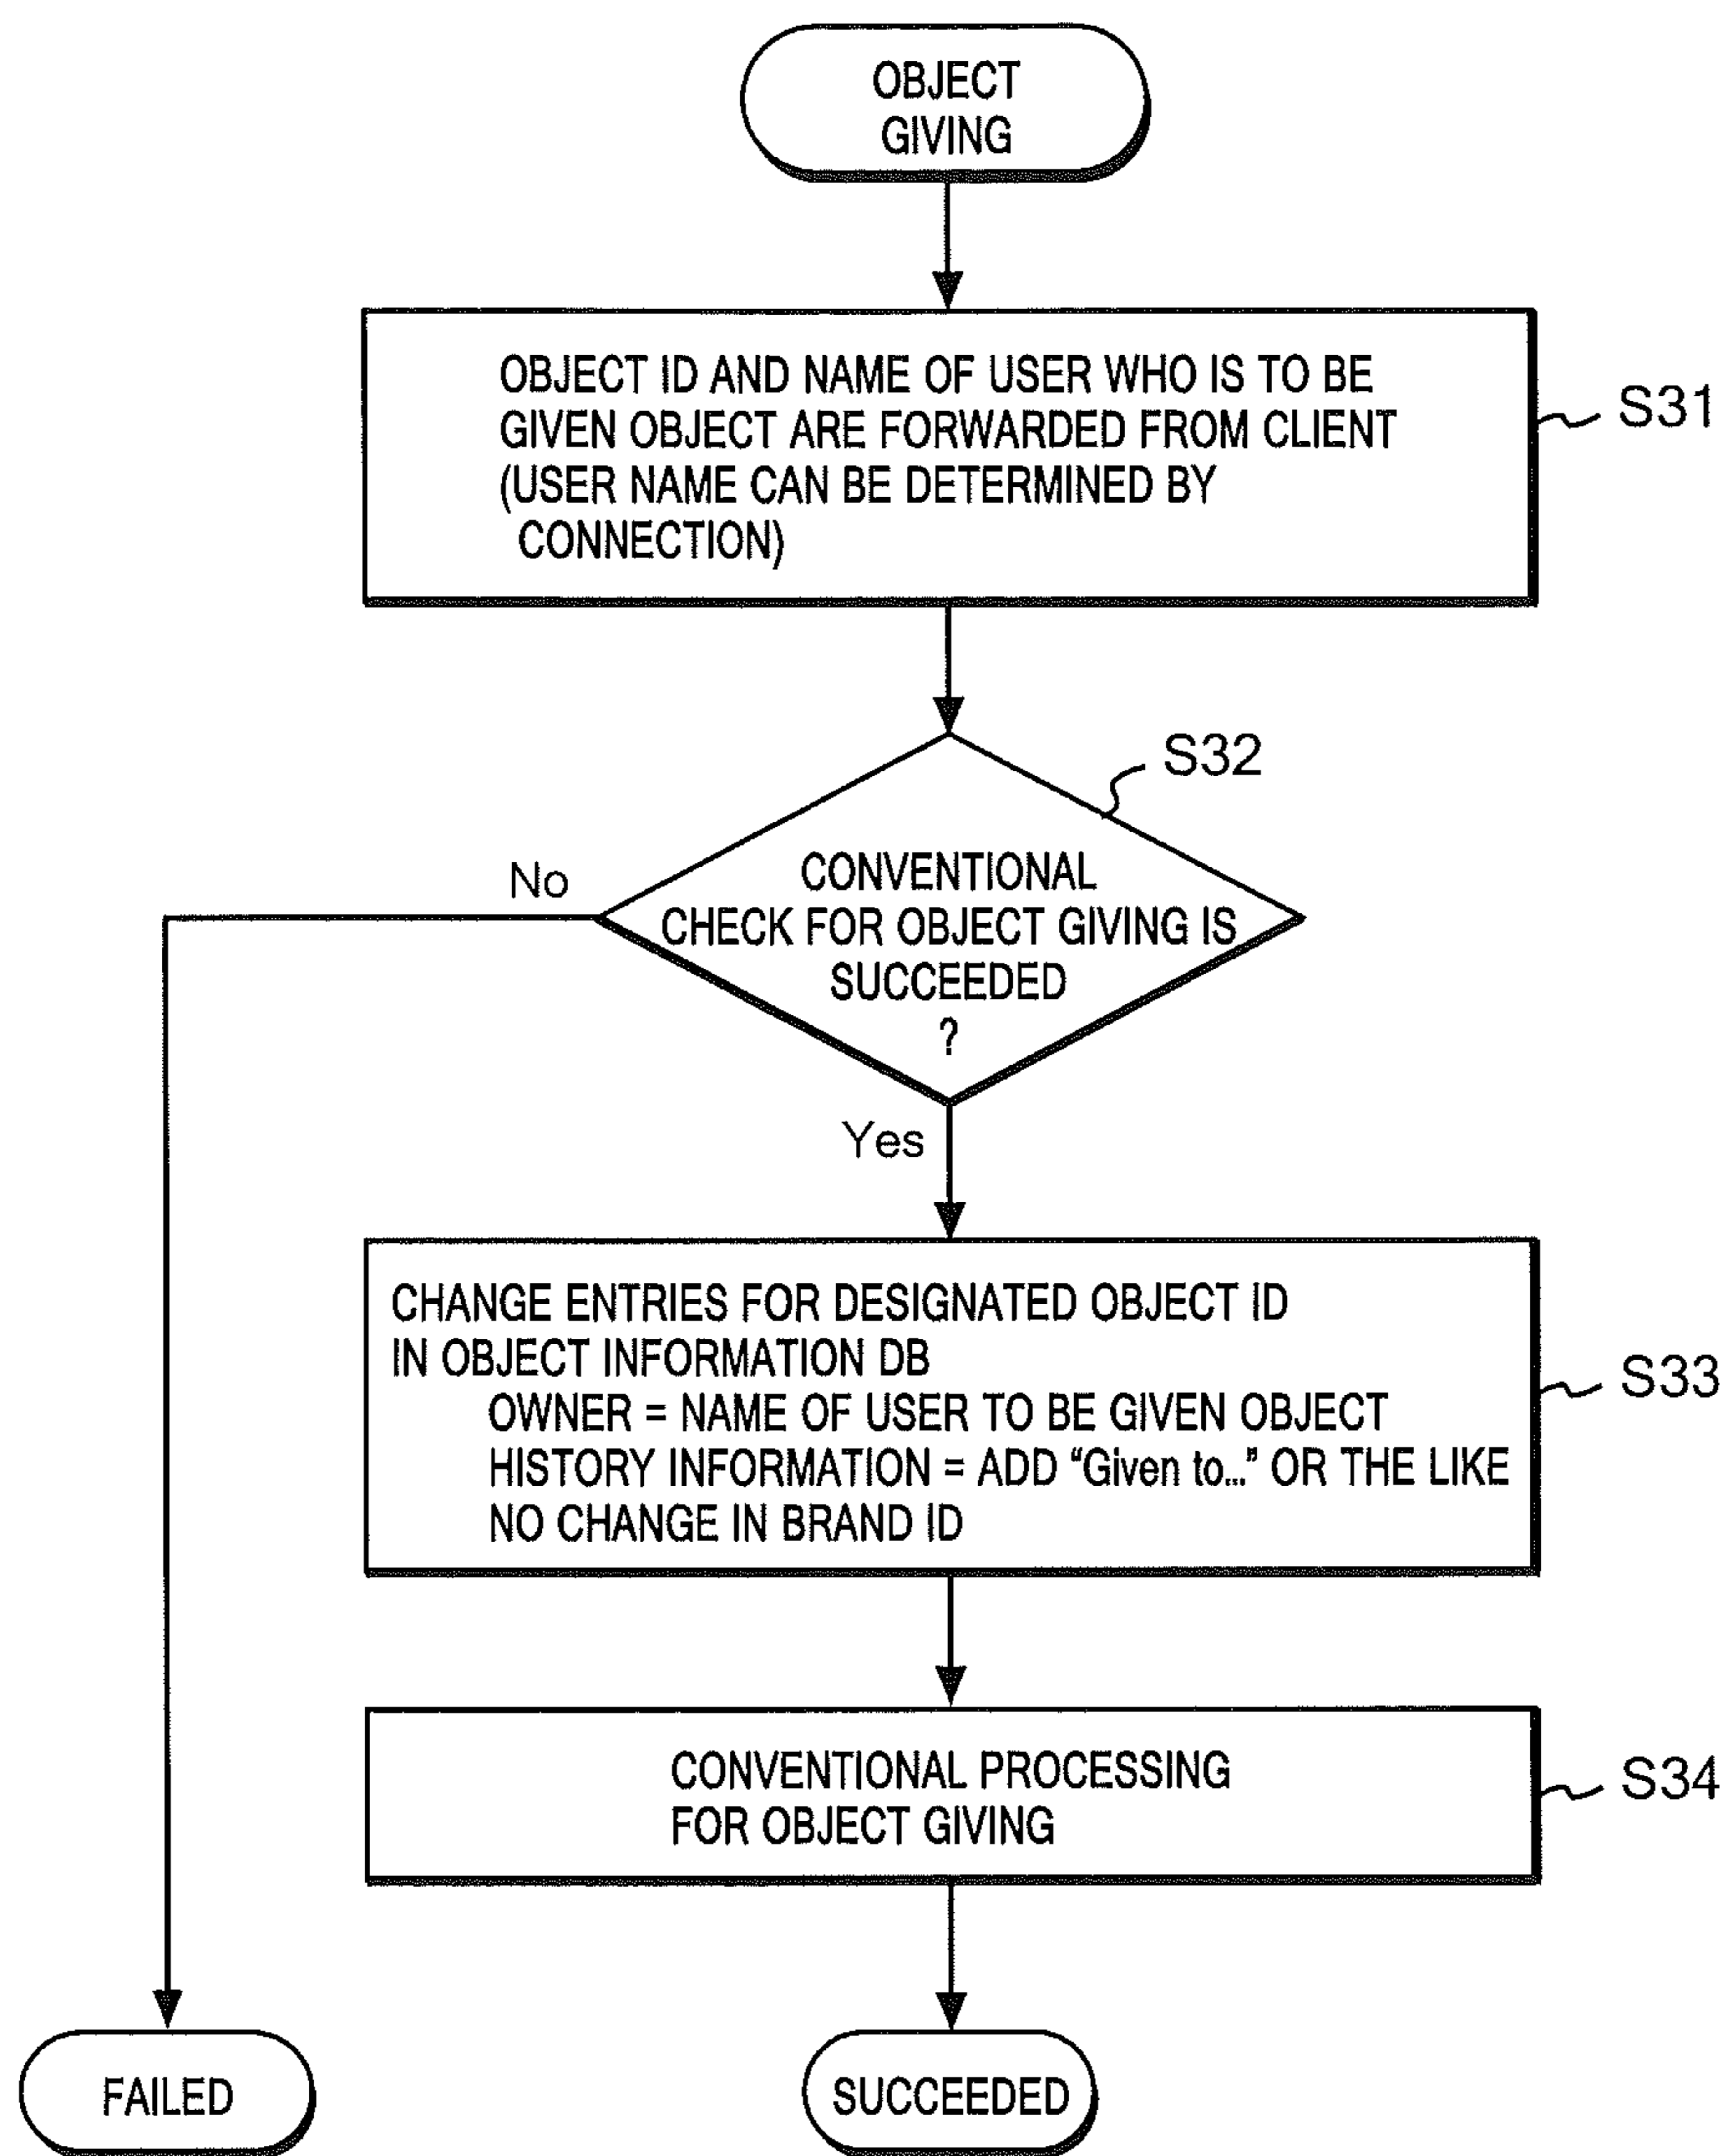 OBJECT
GIVING
OBJECT ID AND NAME OF USER WHO IS TO BE
GIVEN OBJECT ARE FORWARDED FROM CLIENT
(USER NAME CAN BE DETERMINED BY
CONNECTION)
S31
S32
No
CONVENTIONAL
CHECK FOR OBJECT GIVING IS
SUCCEEDED
?
Yes
CHANGE ENTRIES FOR DESIGNATED OBJECT ID
IN OBJECT INFORMATION DB
OWNER = NAME OF USER TO BE GIVEN OBJECT
HISTORY INFORMATION = ADD “Given to...” OR THE LIKE
NO CHANGE IN BRAND ID
S33
CONVENTIONAL PROCESSING
FOR OBJECT GIVING
S34
FAILED
SUCCEEDED